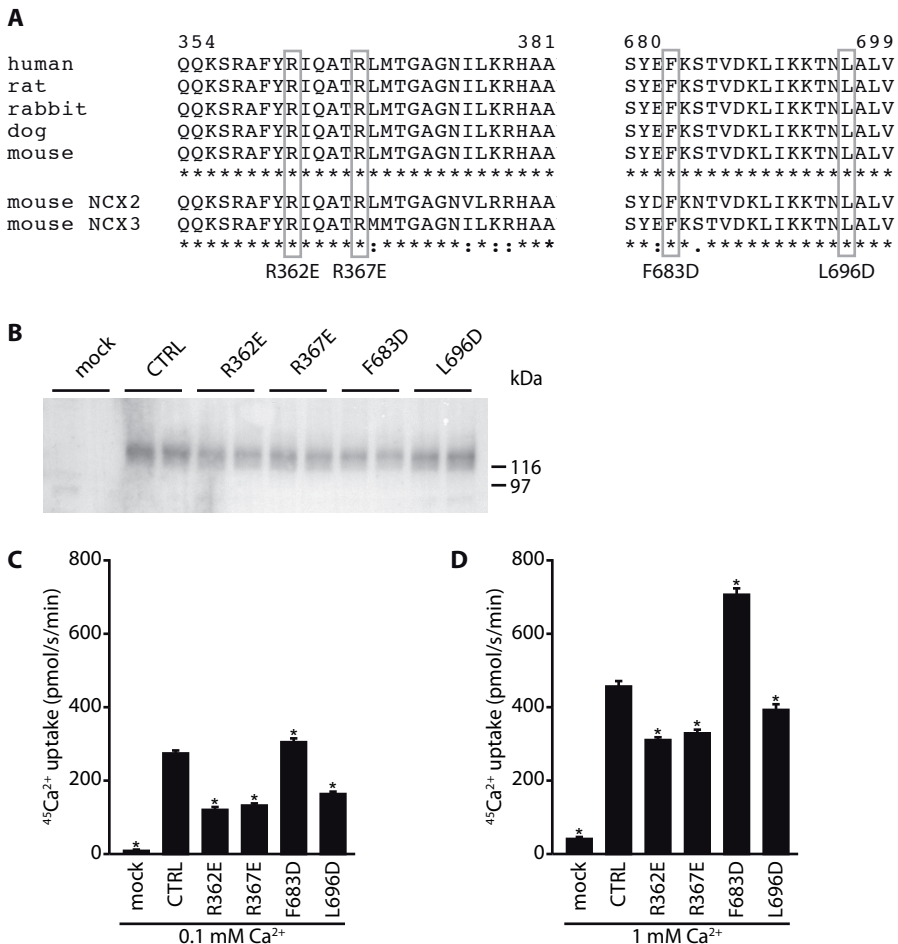 A
354 381 680 699
human QQKSRAFYRIQATRLMTGAGNILKRHAA SYEFKSTVDKLIKKTNLALV
rat QQKSRAFYRIQATRLMTGAGNILKRHAA SYEFKSTVDKLIKKTNLALV
rabbit QQKSRAFYRIQATRLMTGAGNILKRHAA SYEFKSTVDKLIKKTNLALV
dog QQKSRAFYRIQATRLMTGAGNILKRHAA SYEFKSTVDKLIKKTNLALV
mouse QQKSRAFYRIQATRLMTGAGNILKRHAA SYEFKSTVDKLIKKTNLALV
**************************** ********************
mouse NCX2 QQKSRAFYRIQATRLMTGAGNVLRRHAA SYDFKNTVDKLIKKTNLALV
mouse NCX3 QQKSRAFYRIQATRMMTGAGNILKRHAA SYEFKSTVDKLIKKTNLALV
**************:******:*::*** **:**.**************
R362E R367E F683D L696D
B
mock CTRL R362E R367E F683D L696D
kDa
116
97
C
800
600
400
200
0
⁴⁵Ca²⁺ uptake (pmol/s/min)
* * * * *
mock CTRL R362E R367E F683D L696D
0.1 mM Ca²⁺
D
800
600
400
200
0
⁴⁵Ca²⁺ uptake (pmol/s/min)
* * * * *
mock CTRL R362E R367E F683D L696D
1 mM Ca²⁺